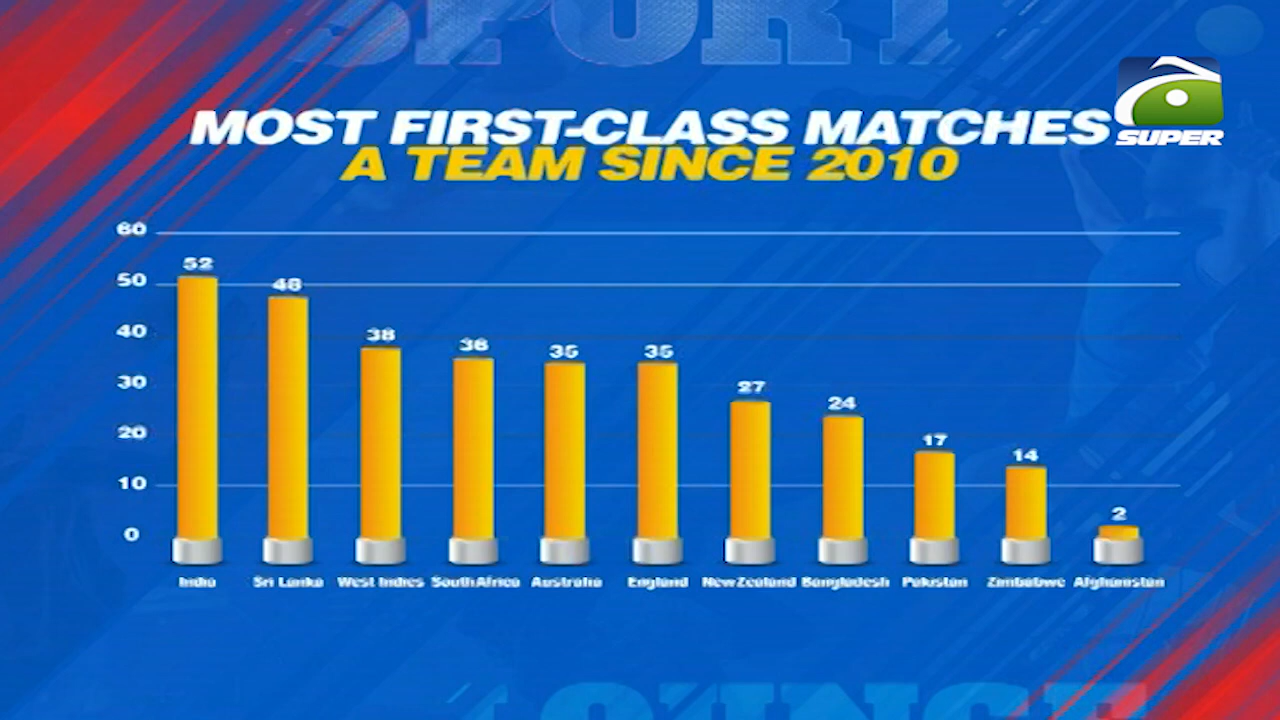 SPORT
MOST FIRST-CLASS MATCHES
SUPER
A TEAM SINCE 2010
60
50
40
30
20
10
0
52
48
38
36
35
35
27
24
17
14
2
India
Sri Lanka
West Indies
South Africa
Australia
England
New Zealand
Bangladesh
Pakistan
Zimbabwe
Afghanistan
LOUNGE